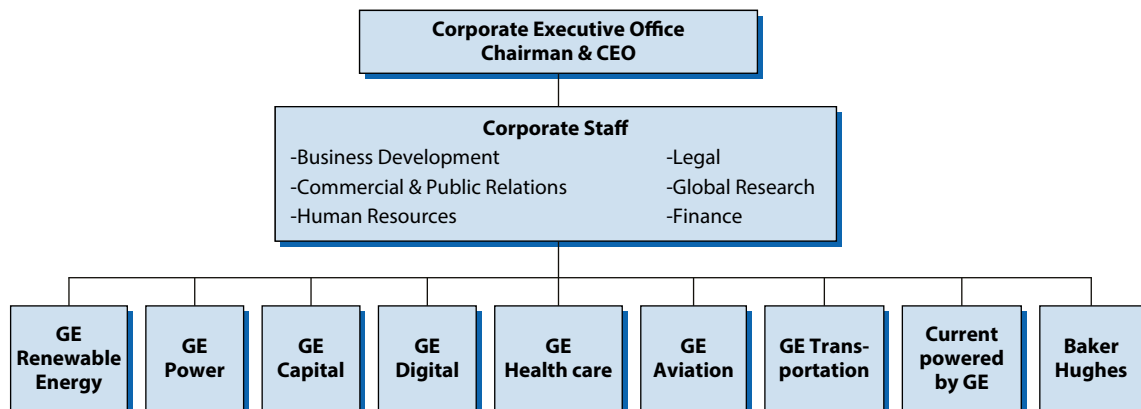 Corporate Executive Office
Chairman & CEO
Corporate Staff
-Business Development
-Commercial & Public Relations
-Human Resources
-Legal
-Global Research
-Finance
GE
Renewable
Energy
GE
Power
GE
Capital
GE
Digital
GE
Health care
GE
Aviation
GE Trans-
portation
Current
powered
by GE
Baker
Hughes